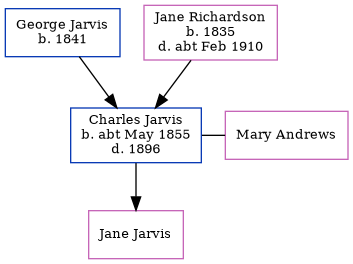 George Jarvis
b. 1841
Jane Richardson
b. 1835
d. abt Feb 1910
Charles Jarvis
b. abt May 1855
d. 1896
Mary Andrews
Jane Jarvis